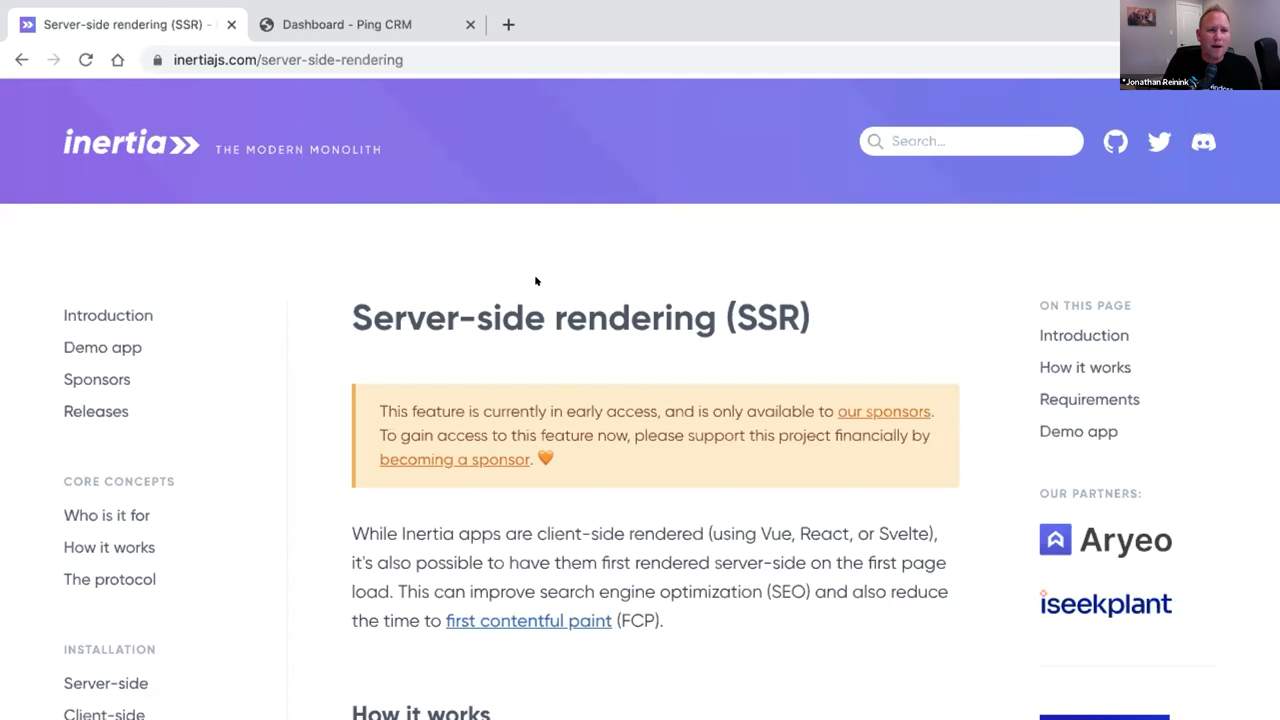 Server-side rendering (SSR) -
Dashboard - Ping CRM
inertiajs.com/server-side-rendering
*Jonathan Reinink
inertia
THE MODERN MONOLITH
Search...
Introduction
Demo app
Sponsors
Releases
CORE CONCEPTS
Who is it for
How it works
The protocol
INSTALLATION
Server-side
Client-side
Server-side rendering (SSR)
This feature is currently in early access, and is only available to our sponsors.
To gain access to this feature now, please support this project financially by
becoming a sponsor. 🧡
While Inertia apps are client-side rendered (using Vue, React, or Svelte),
it's also possible to have them first rendered server-side on the first page
load. This can improve search engine optimization (SEO) and also reduce
the time to first contentful paint (FCP).
How it works
ON THIS PAGE
Introduction
How it works
Requirements
Demo app
OUR PARTNERS:
Aryeo
iseekplant